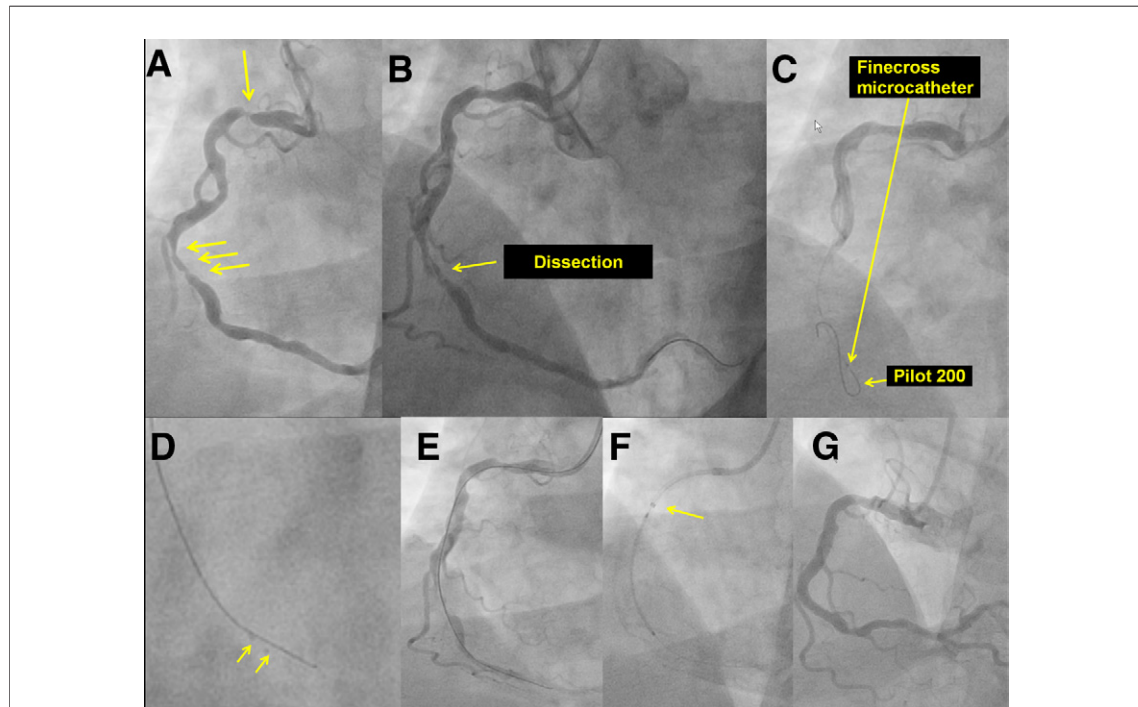 A
B
C
Finecross
microcatheter
Dissection
Pilot 200
D
E
F
G